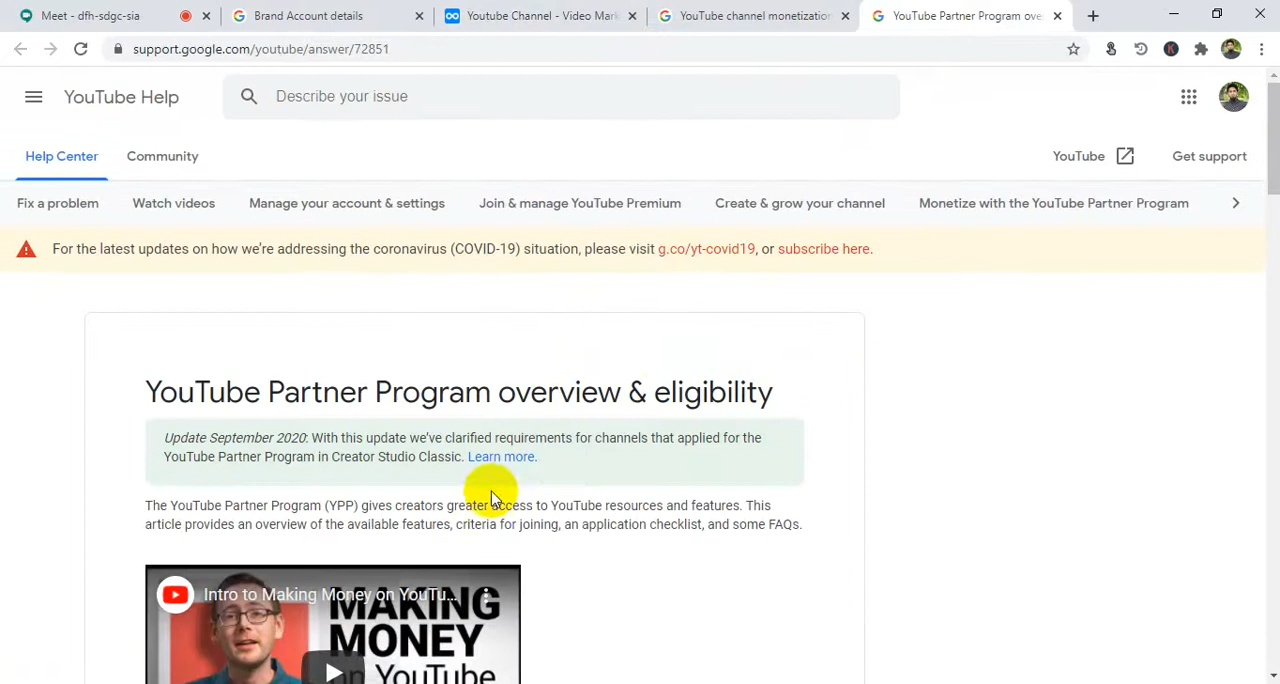 Meet - dfh-sdgc-sia
Brand Account details
Youtube Channel - Video Mark
YouTube channel monetization
YouTube Partner Program ove
support.google.com/youtube/answer/72851
K
YouTube Help
Describe your issue
Help Center
Community
YouTube
Get support
Fix a problem
Watch videos
Manage your account & settings
Join & manage YouTube Premium
Create & grow your channel
Monetize with the YouTube Partner Program
For the latest updates on how we're addressing the coronavirus (COVID-19) situation, please visit g.co/yt-covid19, or subscribe here.
YouTube Partner Program overview & eligibility
Update September 2020: With this update we've clarified requirements for channels that applied for the
YouTube Partner Program in Creator Studio Classic. Learn more.
The YouTube Partner Program (YPP) gives creators greater access to YouTube resources and features. This
article provides an overview of the available features, criteria for joining, an application checklist, and some FAQs.
Intro to Making Money on YouTu...
MAKING
MONEY
on YouTube